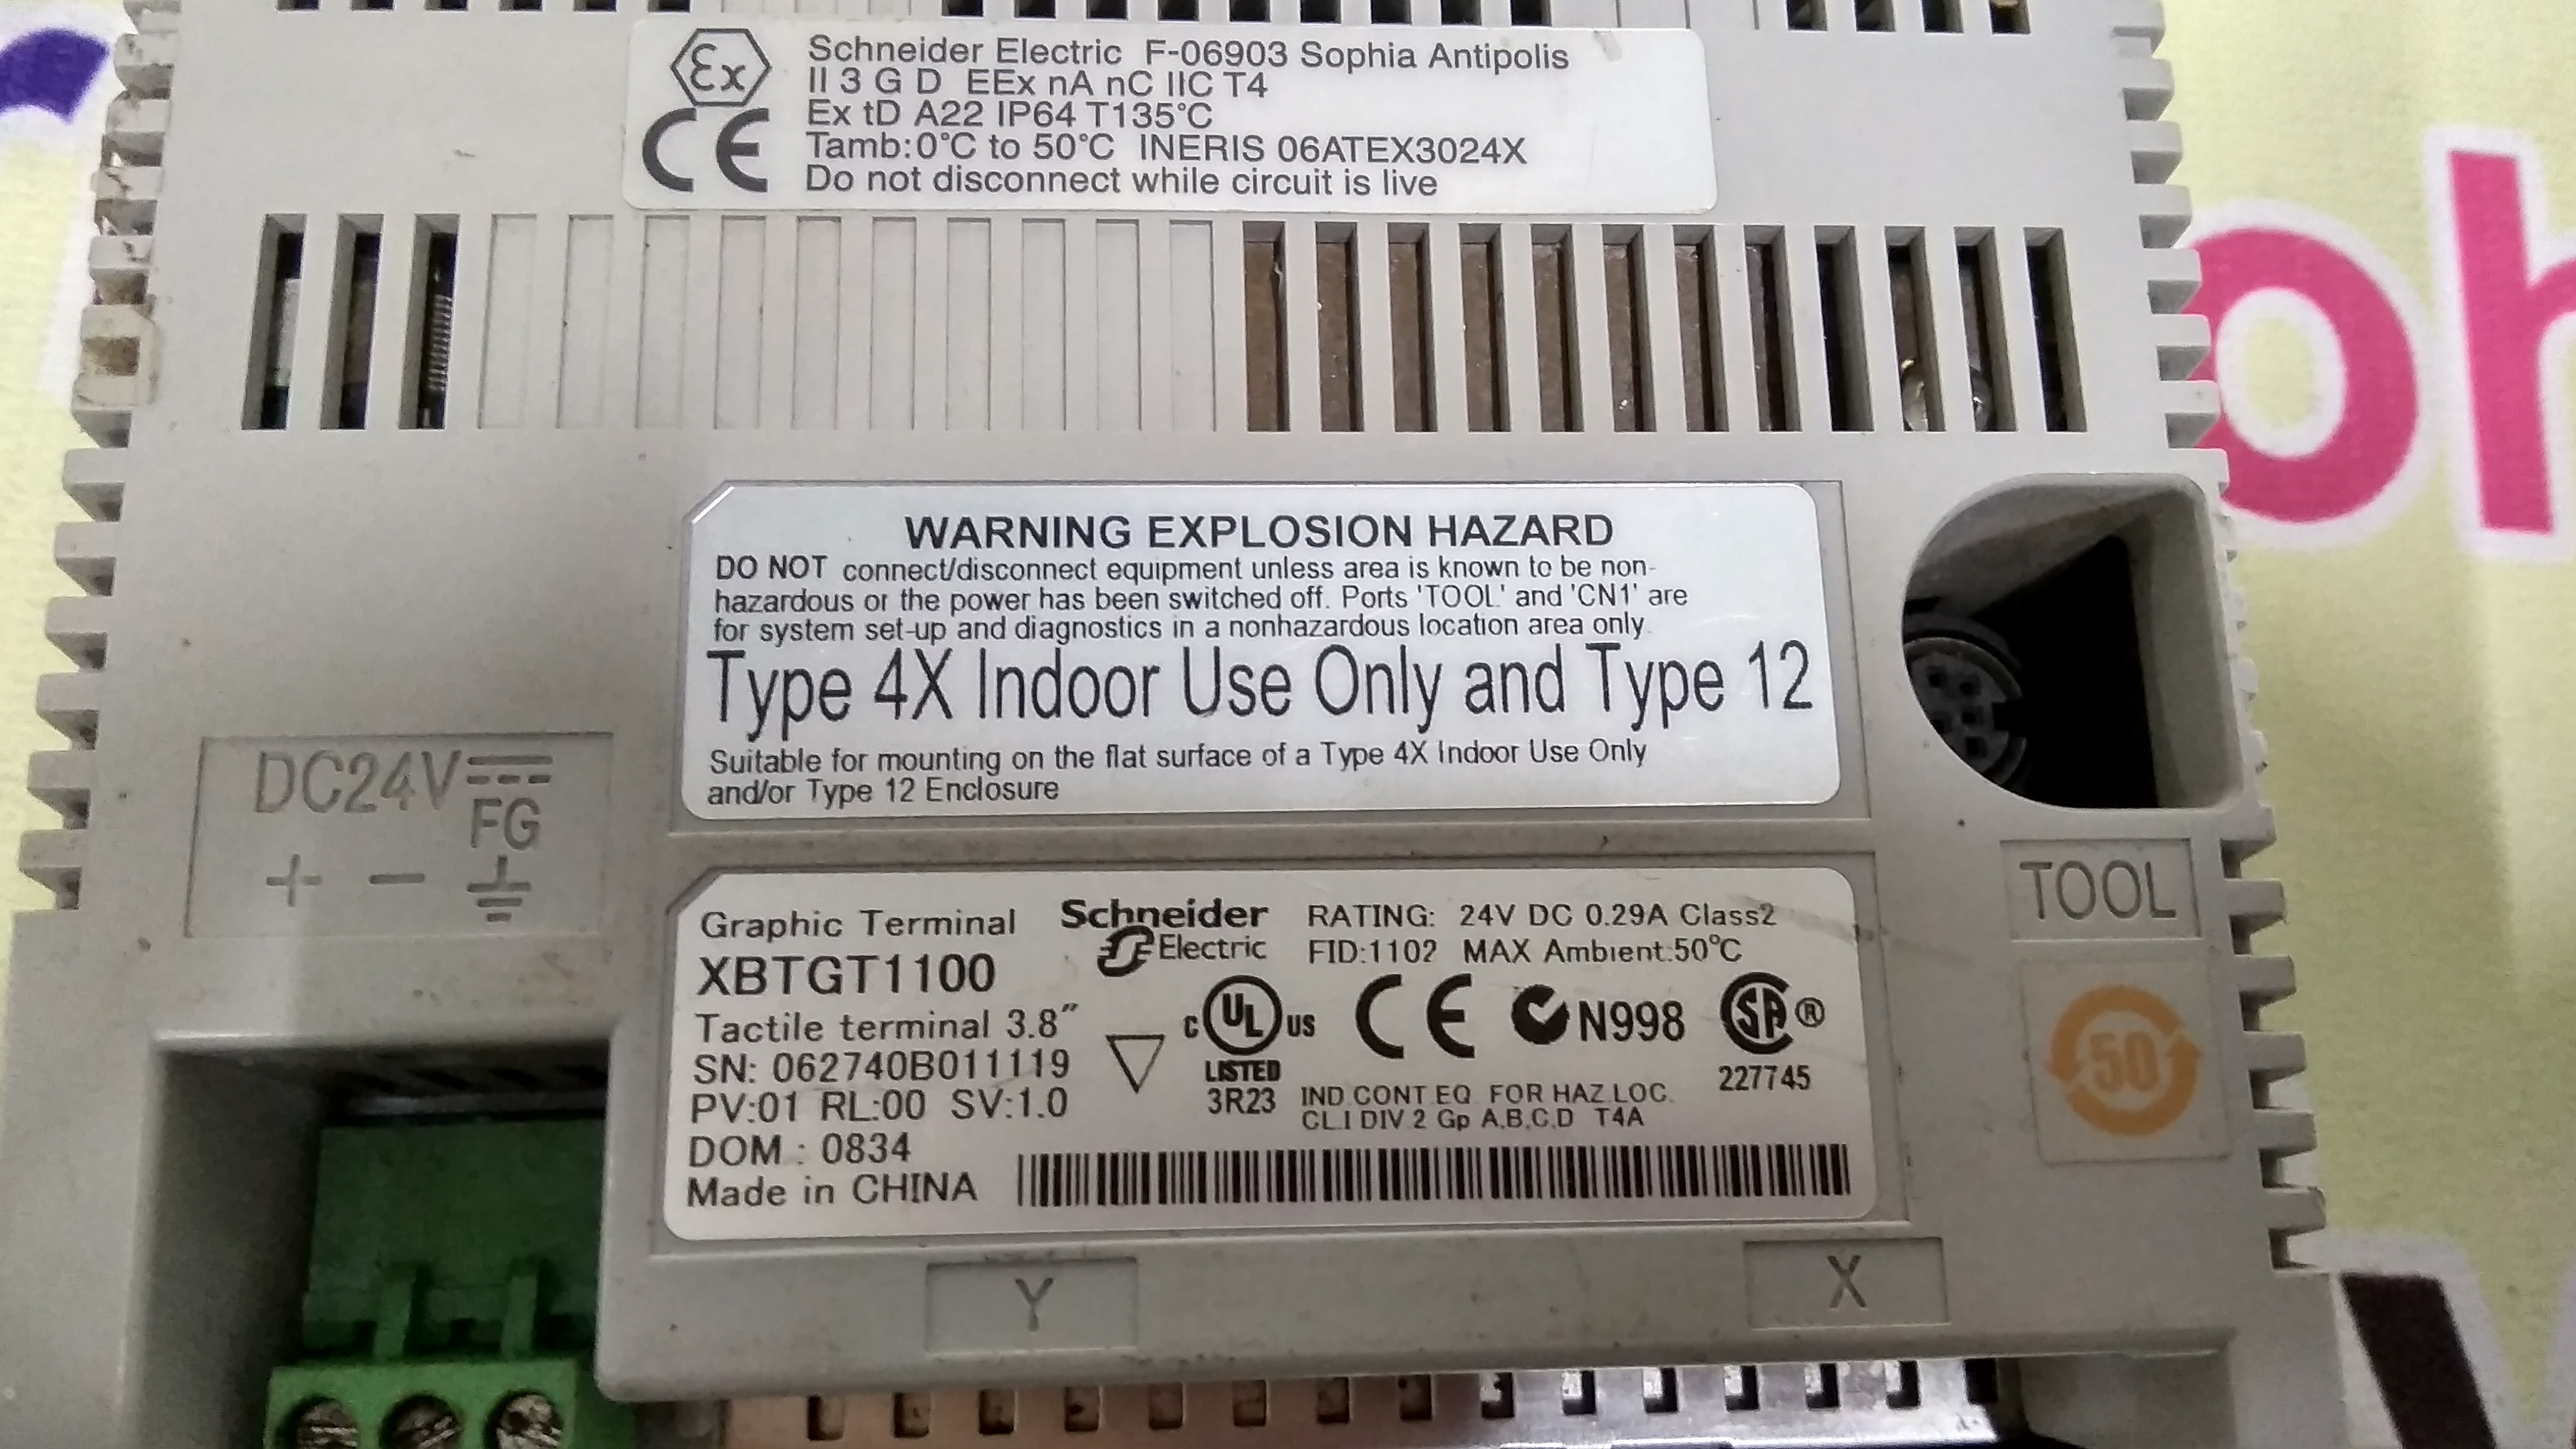 Ex
Schneider Electric F-06903 Sophia Antipolis
II 3 G D EEx nA nC IIC T4
Ex tD A22 IP64 T135°C
CE
Tamb:0°C to 50°C INERIS 06ATEX3024X
Do not disconnect while circuit is live
oh
WARNING EXPLOSION HAZARD
DO NOT connect/disconnect equipment unless area is known to be non-
hazardous or the power has been switched off. Ports 'TOOL' and 'CN1' are
for system set-up and diagnostics in a nonhazardous location area only.
Type 4X Indoor Use Only and Type 12
Suitable for mounting on the flat surface of a Type 4X Indoor Use Only
and/or Type 12 Enclosure
DC24V
FG
+ −
TOOL
50
Graphic Terminal
XBTGT1100
Tactile terminal 3.8″
SN: 062740B011119
PV:01 RL:00 SV:1.0
DOM : 0834
Made in CHINA
Schneider
Electric
RATING: 24V DC 0.29A Class2
FID:1102 MAX Ambient:50°C
C UL US
LISTED
3R23
CE
N998
SA ®
227745
IND.CONT.EQ. FOR HAZ.LOC.
CL.I DIV 2 Gp A,B,C,D T4A
Y
X